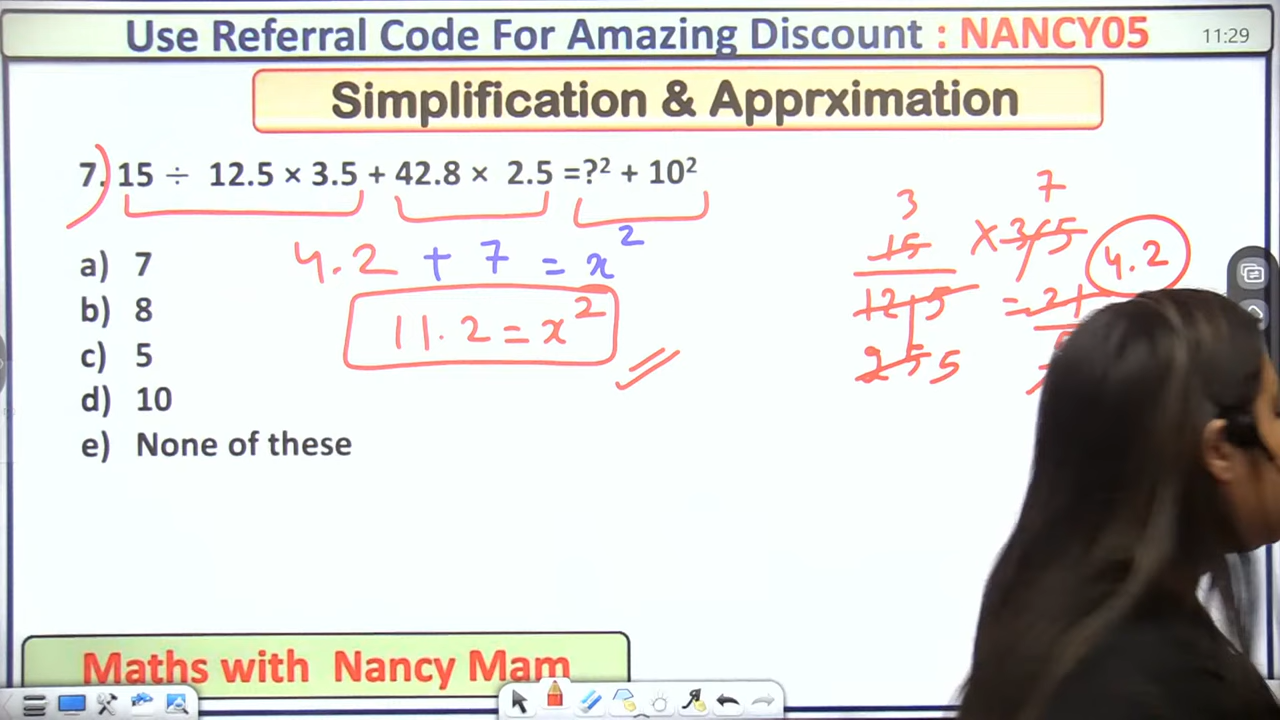 Use Referral Code For Amazing Discount : NANCY05
11:29
Simplification & Apprximation
7. 15 ÷ 12.5 × 3.5 + 42.8 × 2.5 =?² + 10²
4.2 + 7 = x²
11.2 = x²
a) 7
b) 8
c) 5
d) 10
e) None of these
3 7
15 × 3.5 4.2
12.5 = 21
25 5
Maths with Nancy Mam